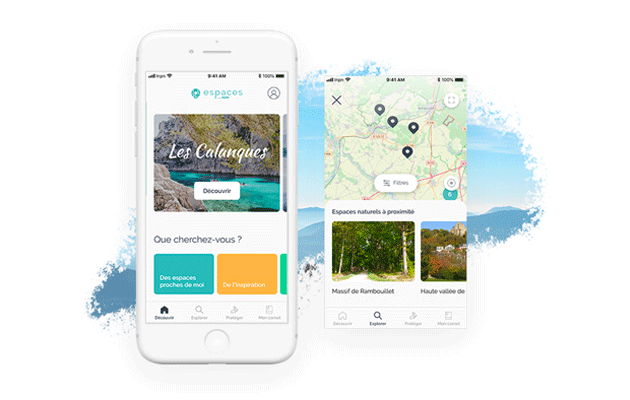 9:41 AM
100%
espaces
Les Calanques
Découvrir
Que cherchez-vous ?
Des espaces
proches de moi
De l'inspiration
Découvrir
Explorer
Protéger
Mon carnet
9:41 AM
100%
Filtres
6
Espaces naturels à proximité
Massif de Rambouillet
Haute vallée de
Découvrir
Explorer
Protéger
Mon carnet